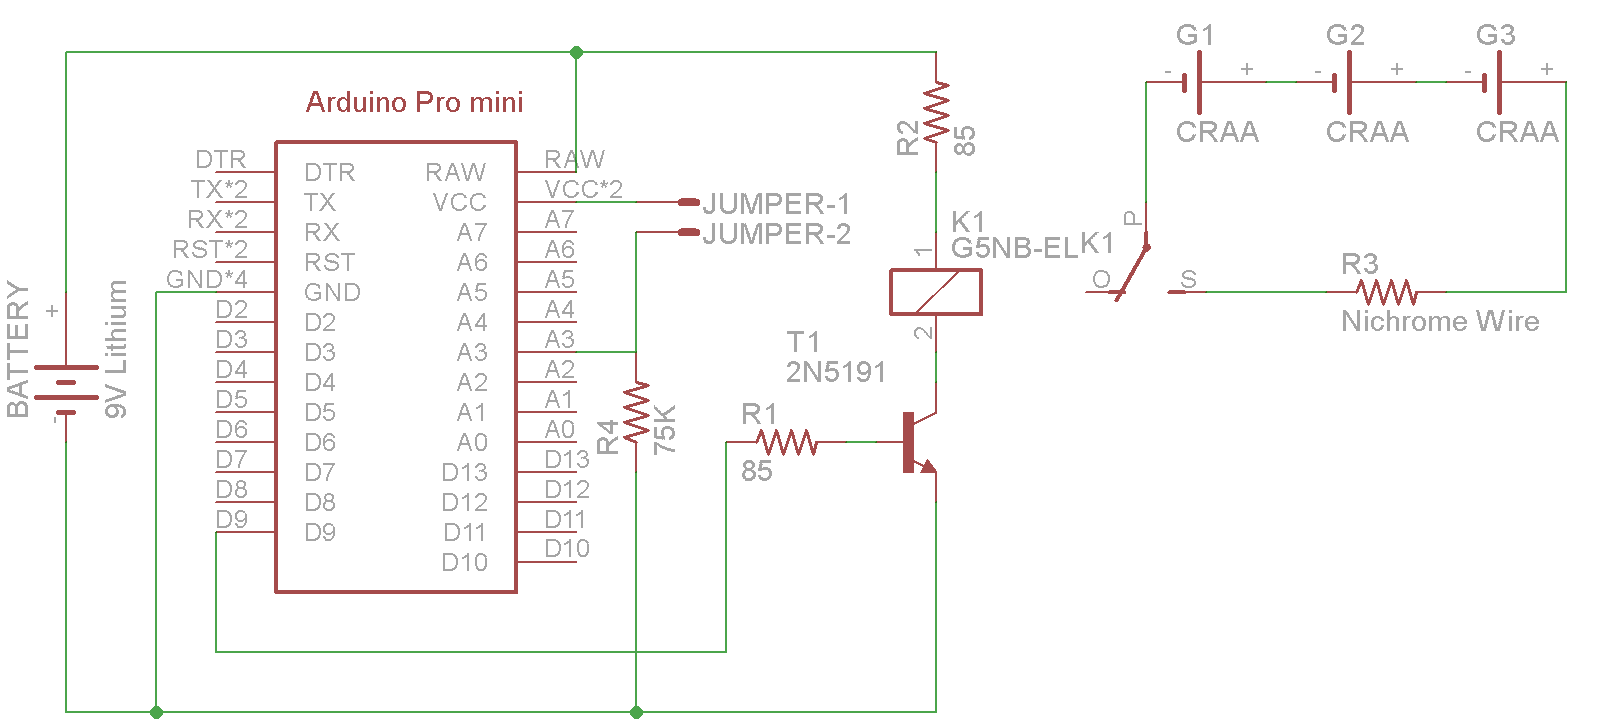 G1
G2
G3
- +
- +
- +
CRAA
CRAA
CRAA
Arduino Pro mini
R2
85
DTR
TX*2
RX*2
RST*2
GND*4
D2
D3
D4
D5
D6
D7
D8
D9
DTR
TX
RX
RST
GND
D2
D3
D4
D5
D6
D7
D8
D9
RAW
VCC
A7
A6
A5
A4
A3
A2
A1
A0
D13
D12
D11
D10
RAW
VCC*2
A7
A6
A5
A4
A3
A2
A1
A0
D13
D12
D11
D10
JUMPER-1
JUMPER-2
K1
G5NB-EL
1
2
K1
P
O
S
R3
Nichrome Wire
BATTERY
+
-
9V Lithium
T1
2N5191
R4
75K
R1
85